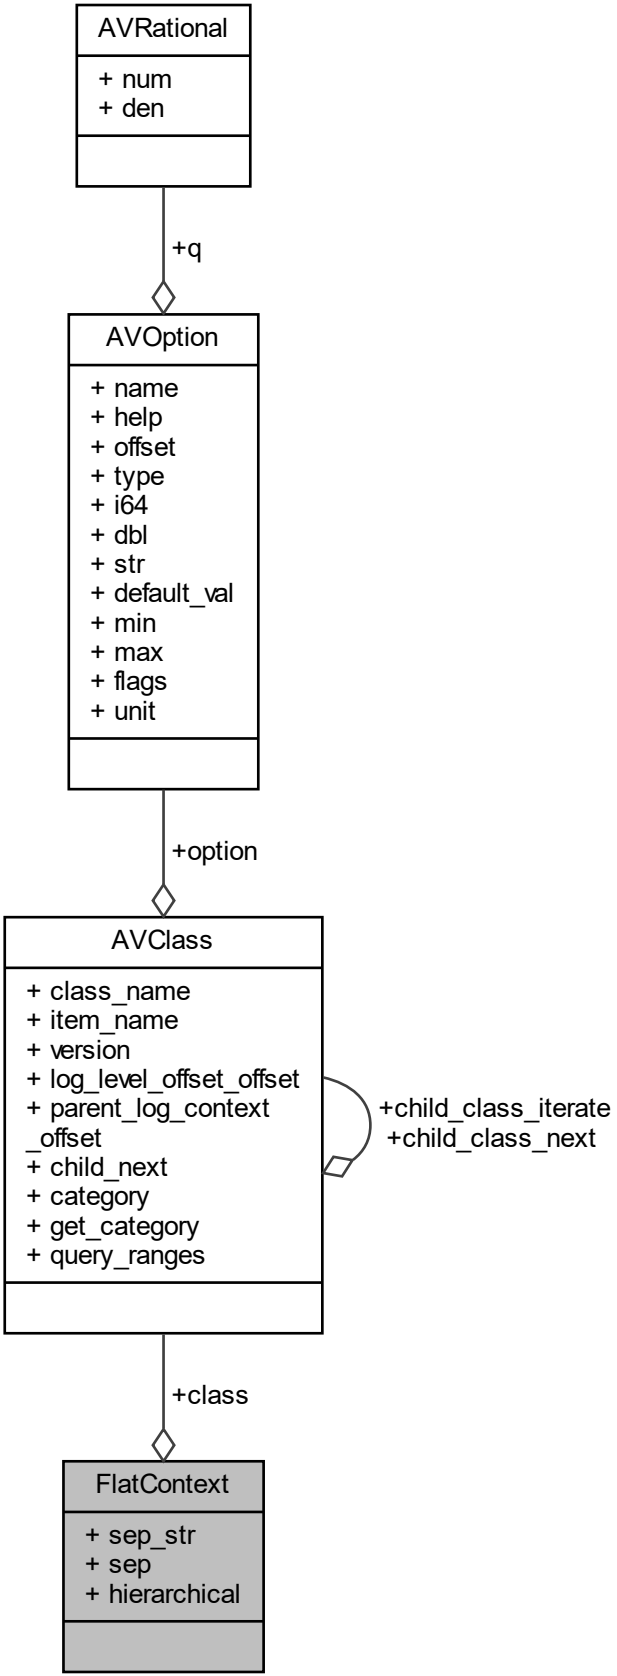 AVRational
+ num
+ den
+q
AVOption
+ name
+ help
+ offset
+ type
+ i64
+ dbl
+ str
+ default_val
+ min
+ max
+ flags
+ unit
+option
AVClass
+ class_name
+ item_name
+ version
+ log_level_offset_offset
+ parent_log_context
_offset
+ child_next
+ category
+ get_category
+ query_ranges
+child_class_iterate
+child_class_next
+class
FlatContext
+ sep_str
+ sep
+ hierarchical